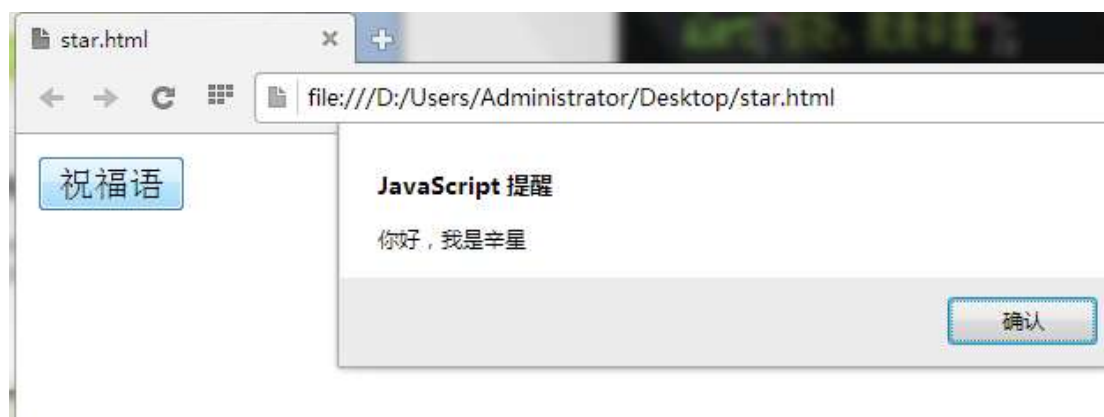 star.html
file:///D:/Users/Administrator/Desktop/star.html
祝福语
JavaScript 提醒
你好，我是辛星
确认